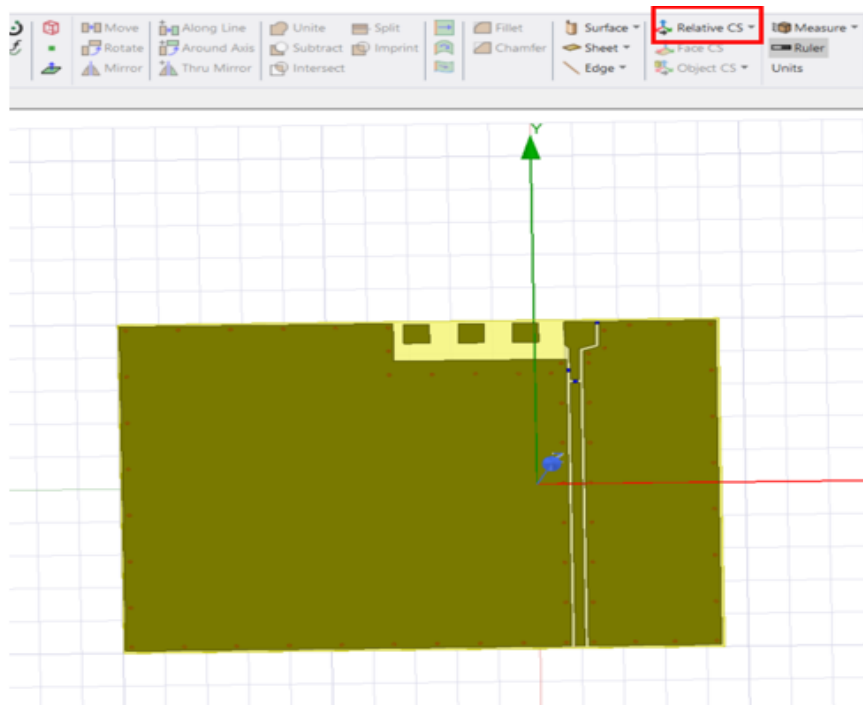 Move Along Line Unite Split Fillet Surface Relative CS Measure
Rotate Around Axis Subtract Imprint Chamfer Sheet Face CS Ruler
Mirror Thru Mirror Intersect Edge Object CS Units
Y